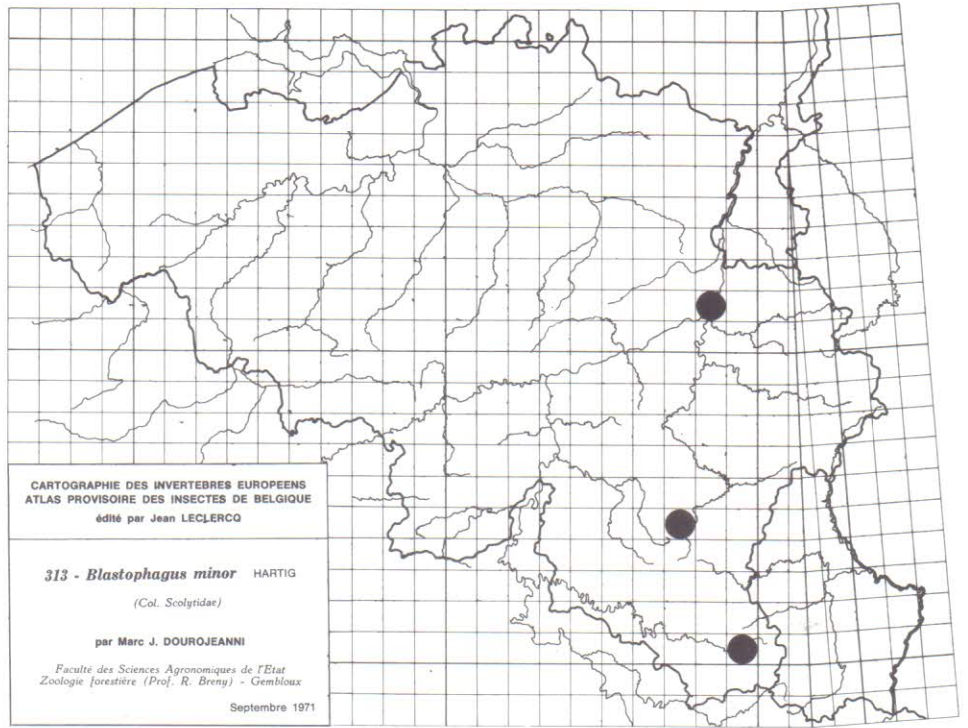 CARTOGRAPHIE DES INVERTEBRES EUROPEENS
ATLAS PROVISOIRE DES INSECTES DE BELGIQUE
édité par Jean LECLERCQ
313 - Blastophagus minor HARTIG
(Col. Scolytidae)
par Marc J. DOUROJEANNI
Faculté des Sciences Agronomiques de l'Etat
Zoologie forestière (Prof. R. Breny) - Gembloux
Septembre 1971